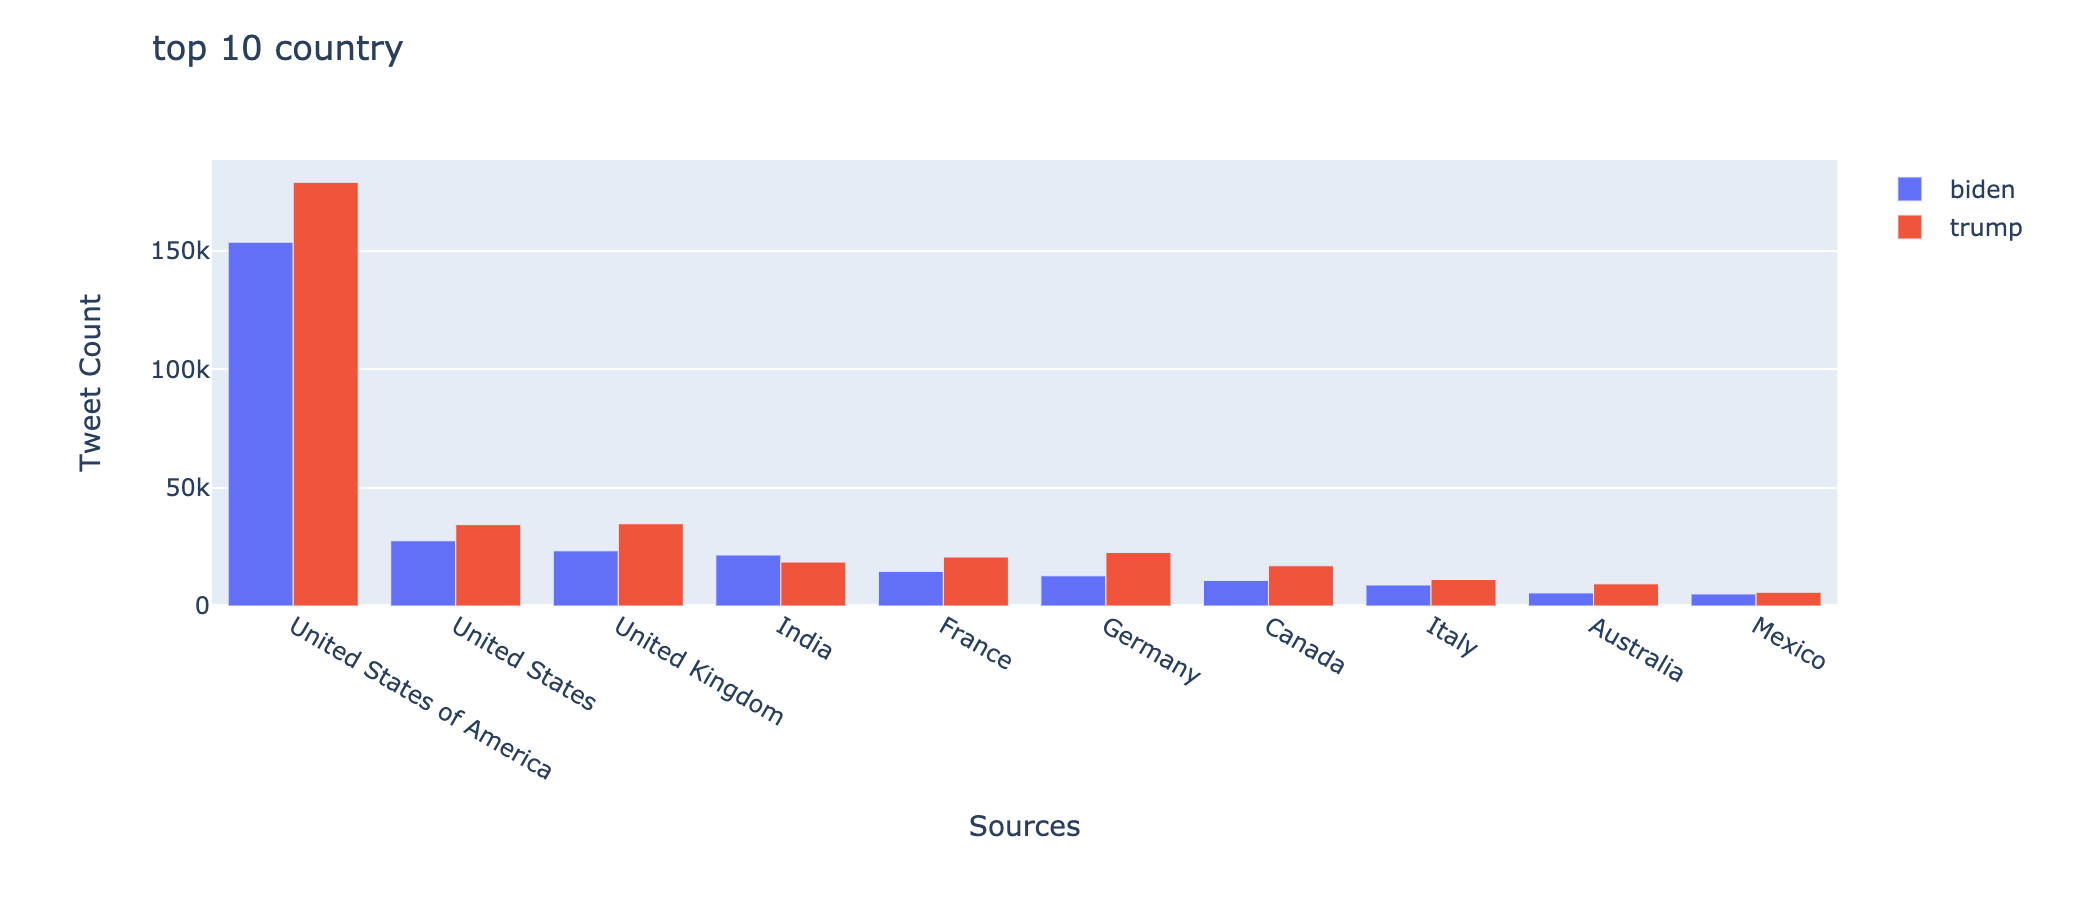 top 10 country
biden
trump
Tweet Count
150k
100k
50k
0
United States of America
United States
United Kingdom
India
France
Germany
Canada
Italy
Australia
Mexico
Sources